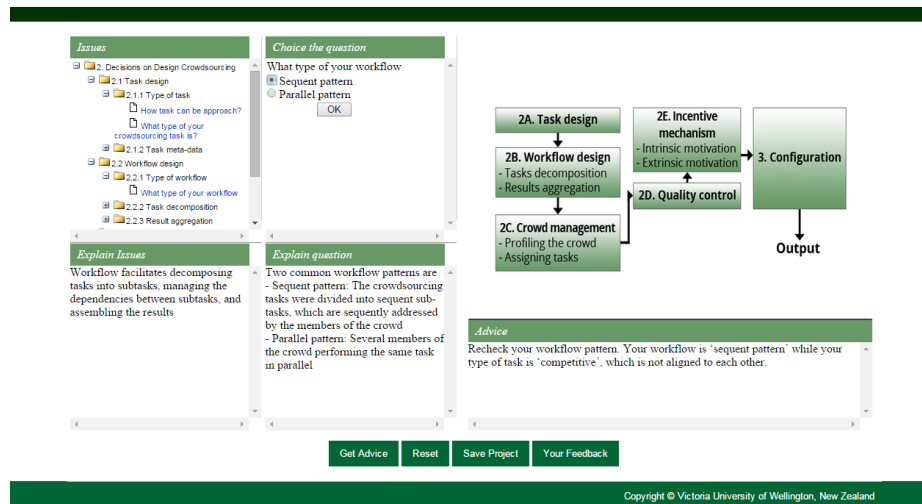 Issues
2. Decisions on Design Crowdsourcing
2.1 Task design
2.1.1 Type of task
How task can be approach?
What type of your
crowdsourcing task is?
2.1.2 Task meta-data
2.2 Workflow design
2.2.1 Type of workflow
What type of your workflow
2.2.2 Task decomposition
2.2.3 Result aggregation
Choice the question
What type of your workflow
Sequent pattern
Parallel pattern
OK
2A. Task design
2B. Workflow design
- Tasks decomposition
- Results aggregation
2C. Crowd management
- Profiling the crowd
- Assigning tasks
2D. Quality control
2E. Incentive
mechanism
- Intrinsic motivation
- Extrinsic motivation
3. Configuration
Output
Explain Issues
Workflow facilitates decomposing
tasks into subtasks, managing the
dependencies between subtasks, and
assembling the results
Explain question
Two common workflow patterns are
- Sequent pattern: The crowdsourcing
tasks were divided into sequent sub-
tasks, which are sequently addressed
by the members of the crowd
- Parallel pattern: Several members of
the crowd performing the same task
in parallel
Advice
Recheck your workflow pattern. Your workflow is ‘sequent pattern’ while your
type of task is ‘competitive’, which is not aligned to each other.
Get Advice
Reset
Save Project
Your Feedback
Copyright © Victoria University of Wellington, New Zealand